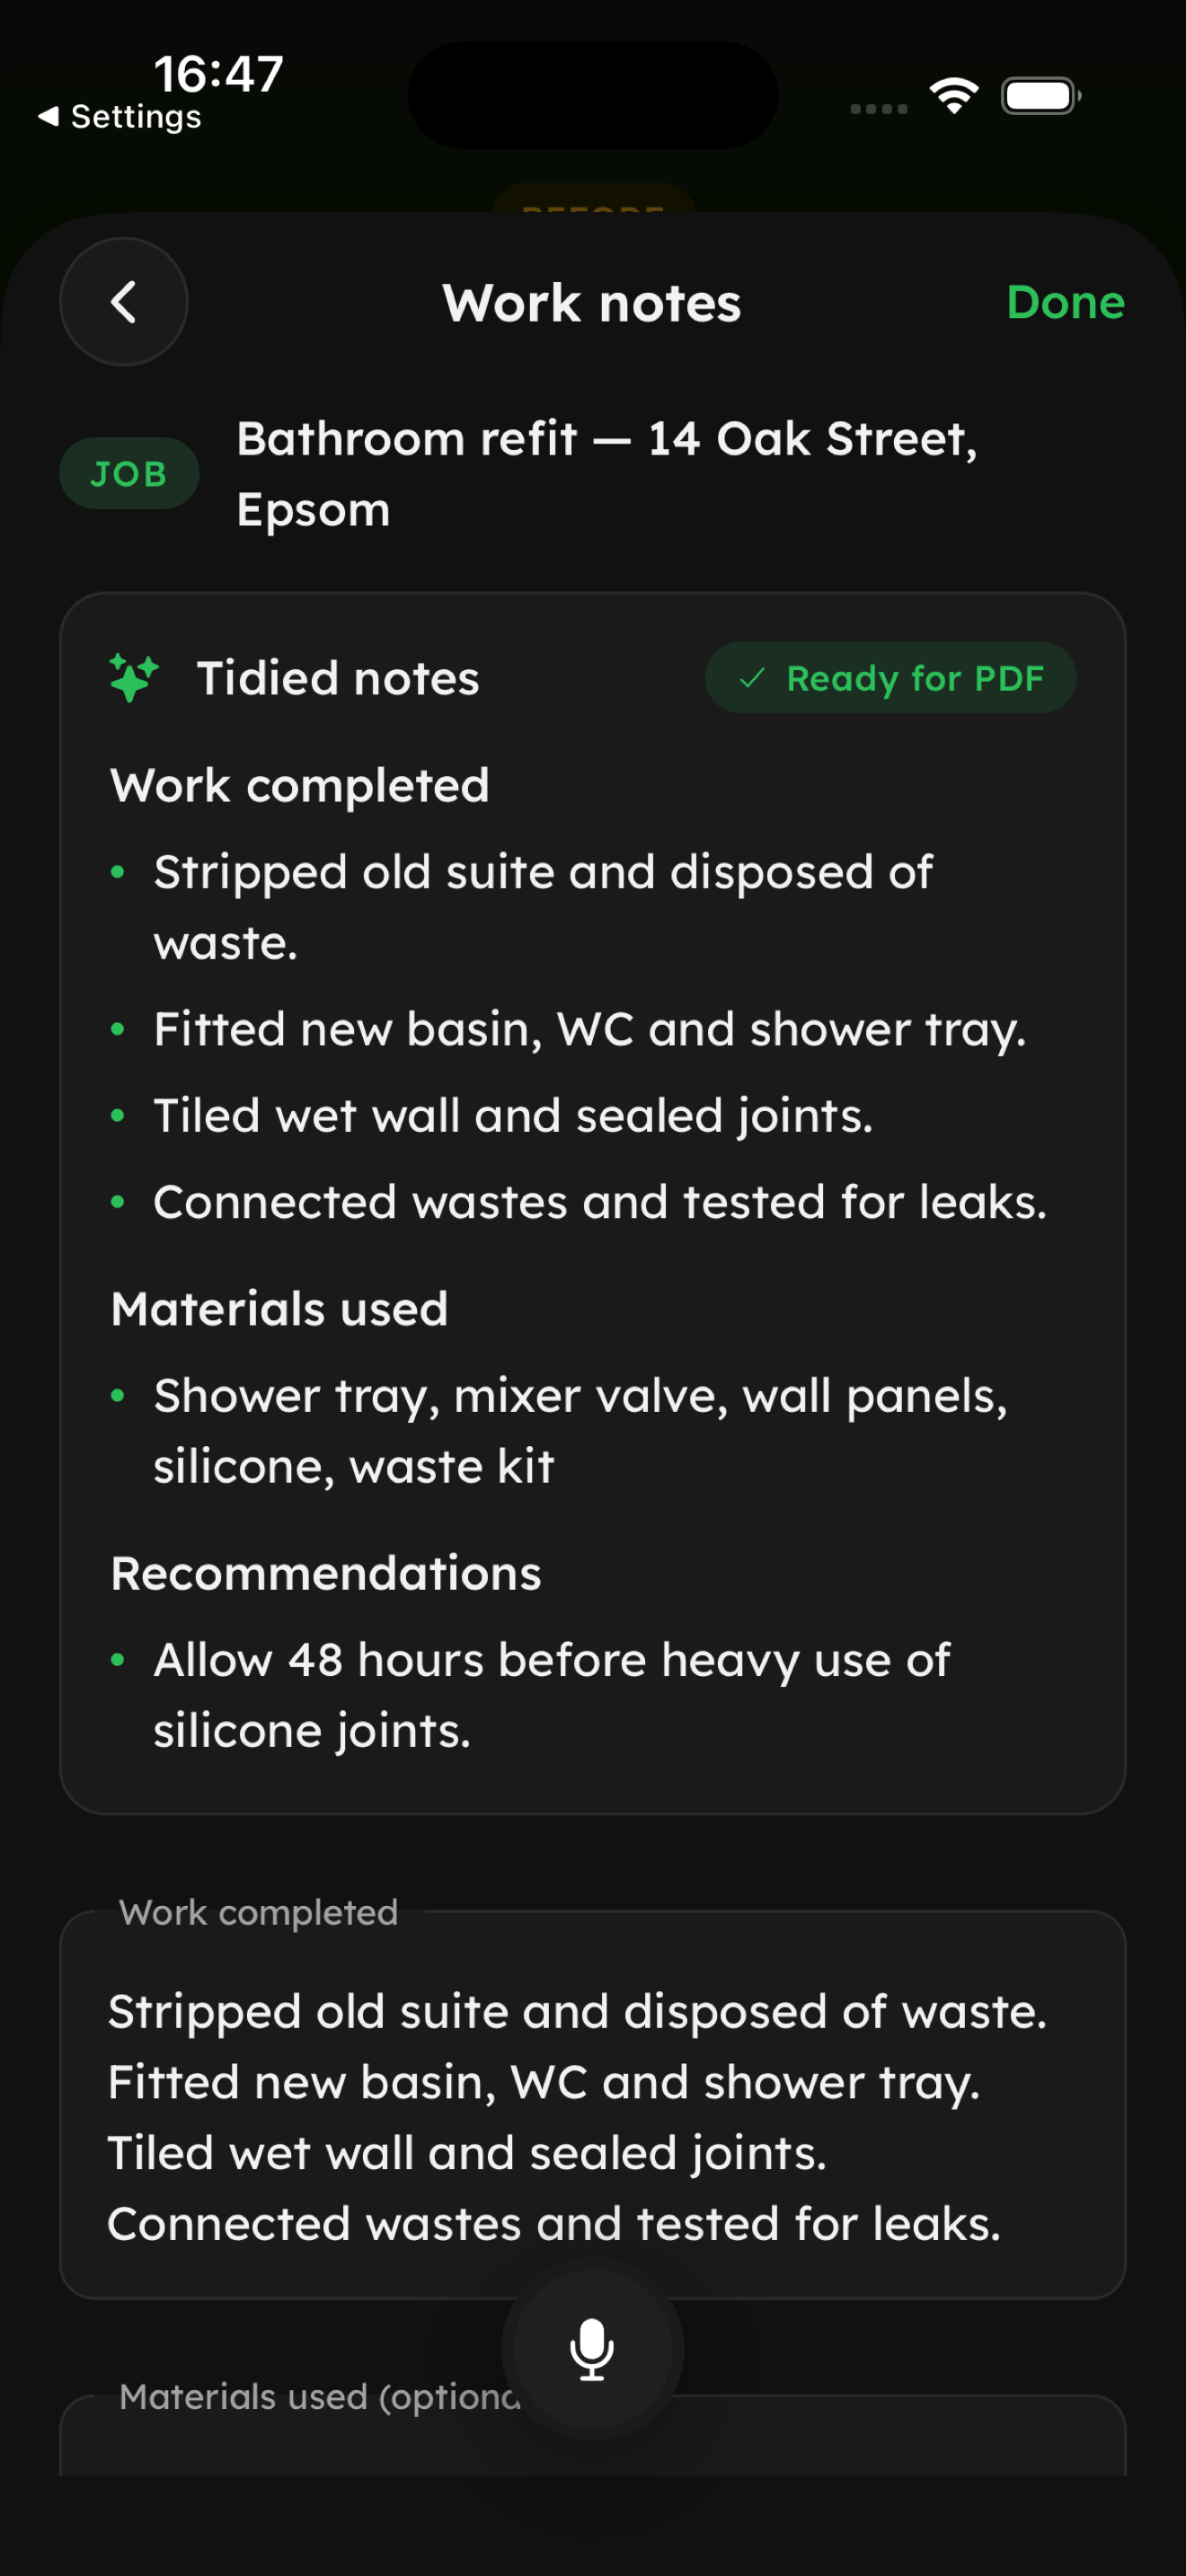 16:47
Settings
BEFORE
Work notes
Done
JOB
Bathroom refit — 14 Oak Street,
Epsom
Tidied notes
Ready for PDF
Work completed
• Stripped old suite and disposed of
waste.
• Fitted new basin, WC and shower tray.
• Tiled wet wall and sealed joints.
• Connected wastes and tested for leaks.
Materials used
• Shower tray, mixer valve, wall panels,
silicone, waste kit
Recommendations
• Allow 48 hours before heavy use of
silicone joints.
Work completed
Stripped old suite and disposed of waste.
Fitted new basin, WC and shower tray.
Tiled wet wall and sealed joints.
Connected wastes and tested for leaks.
Materials used (optiona